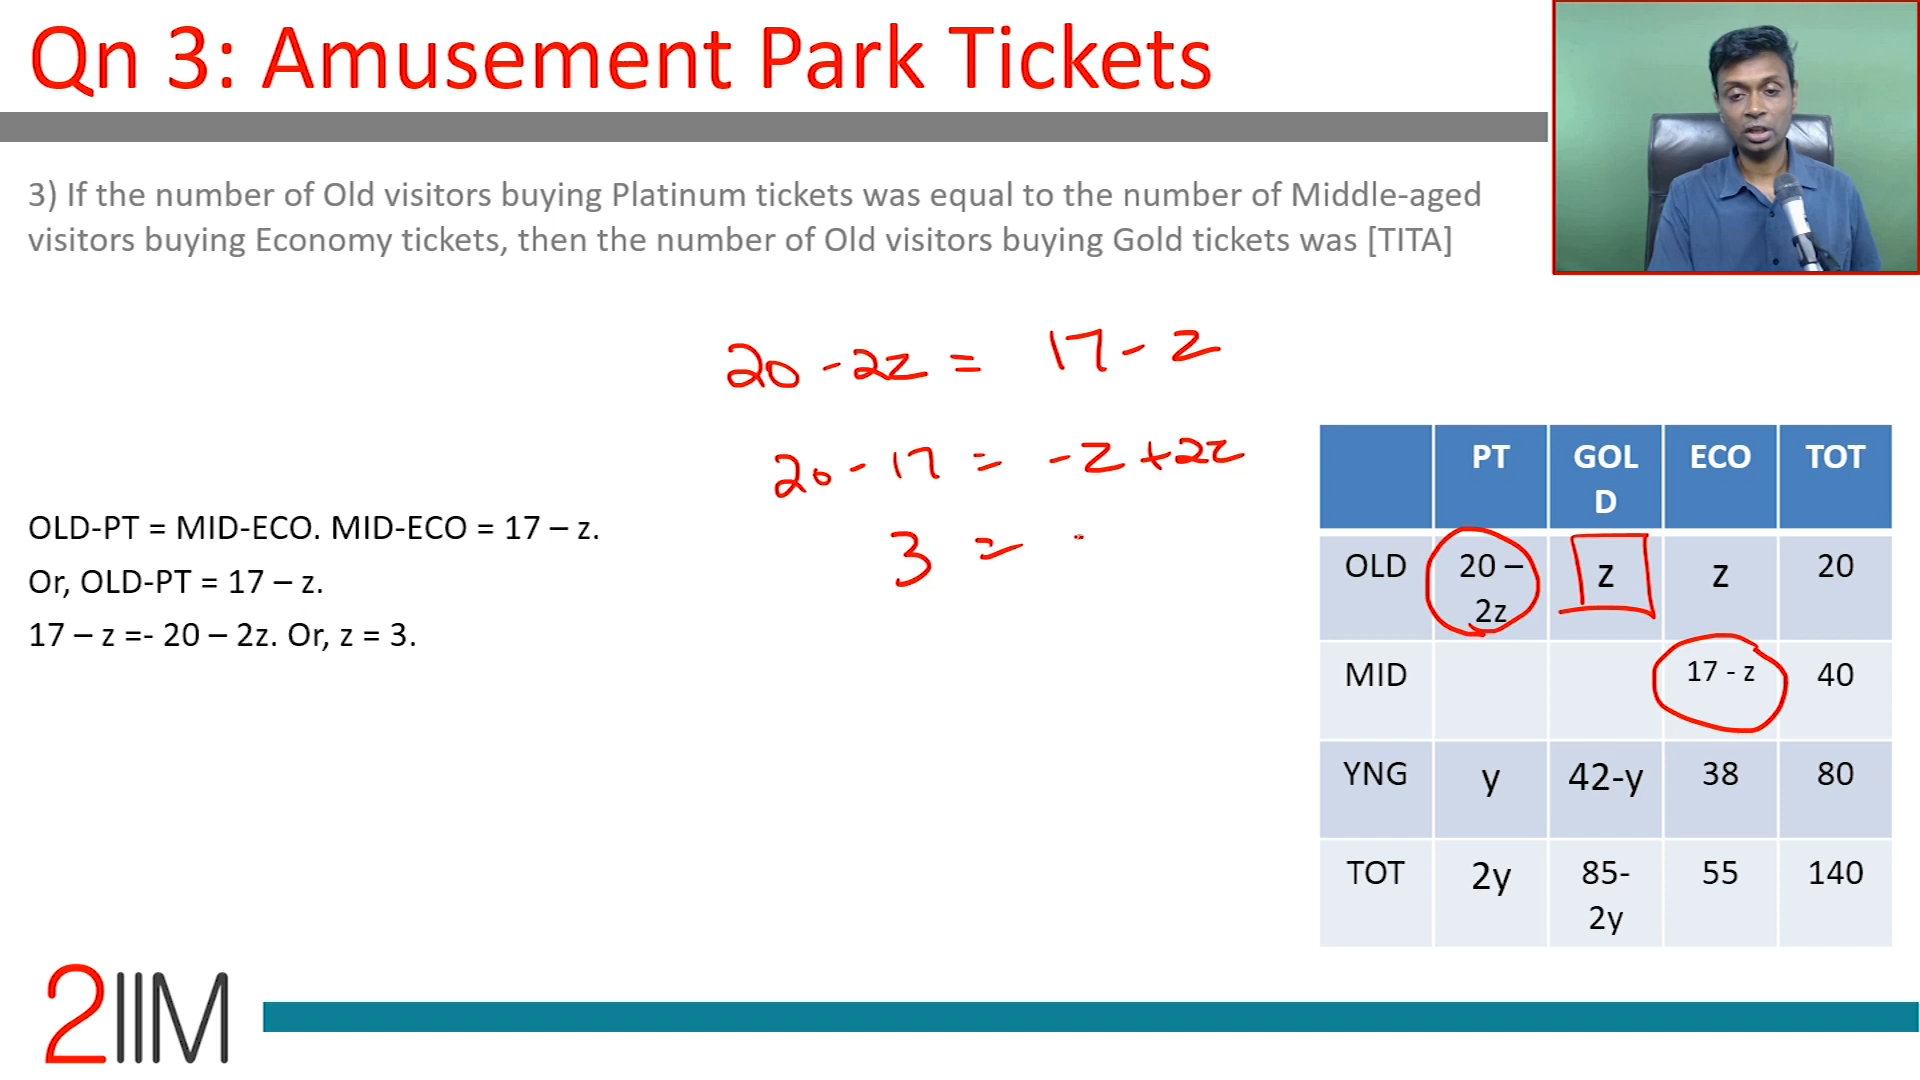 Qn 3: Amusement Park Tickets
3) If the number of Old visitors buying Platinum tickets was equal to the number of Middle-aged
visitors buying Economy tickets, then the number of Old visitors buying Gold tickets was [TITA]
20 - 2z = 17 - z
20 - 17 = -z + 2z
3 =
OLD-PT = MID-ECO. MID-ECO = 17 – z.
Or, OLD-PT = 17 – z.
17 – z =- 20 – 2z. Or, z = 3.
PT GOL
D ECO TOT
OLD 20 –
2z z z 20
MID 17 - z 40
YNG y 42-y 38 80
TOT 2y 85-
2y 55 140
2IIM